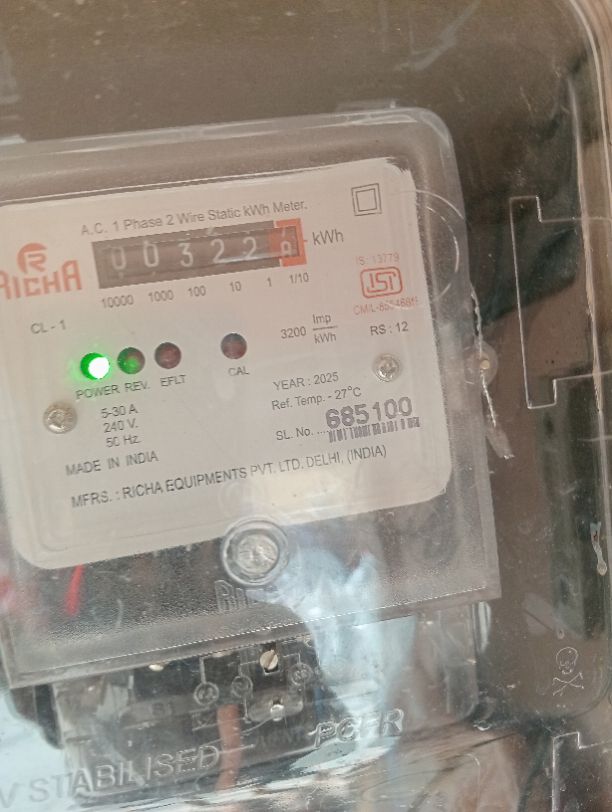 A.C. 1 Phase 2 Wire Static kWh Meter.
RICHA
00322 kWh
10000 1000 100 10 1 1/10
IS: 13779
ISI
CM/L-
CL - 1
3200 Imp/kWh
RS : 12
POWER REV. EFLT CAL
5-30 A
240 V.
50 Hz.
YEAR : 2025
Ref. Temp. - 27°C
SL. No. .... 685100
MADE IN INDIA
MFRS. : RICHA EQUIPMENTS PVT. LTD. DELHI, (INDIA)
V STABILISED